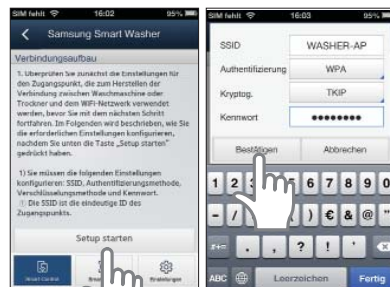 SIM fehlt 16:02 95%
Samsung Smart Washer
Verbindungsaufbau
1. Überprüfen Sie zunächst die Einstellungen für
den Zugangspunkt, die zum Herstellen der
Verbindung zwischen Waschmaschine oder
Trockner und dem WiFi-Netzwerk verwendet
werden, bevor Sie mit dem nächsten Schritt
fortfahren. Im Folgenden wird beschrieben, wie Sie
die erforderlichen Einstellungen konfigurieren,
nachdem Sie unten die Taste „Setup starten"
gedrückt haben.
1) Sie müssen die folgenden Einstellungen
konfigurieren: SSID, Authentifizierungsmethode,
Verschlüsselungsmethode und Kennwort.
① Die SSID ist die eindeutige ID des
Zugangspunkts.
Setup starten
Smart Control
Einstellungen
SIM fehlt 16:03 95%
SSID WASHER-AP
Authentifizierung WPA
Kryptog. TKIP
Kennwort ●●●●●●●●
Bestätigen Abbrechen
1 2 3 6 7 8 9 0
- / ) € & @ "
#+= . , ? ! '
ABC Leerzeichen Fertig